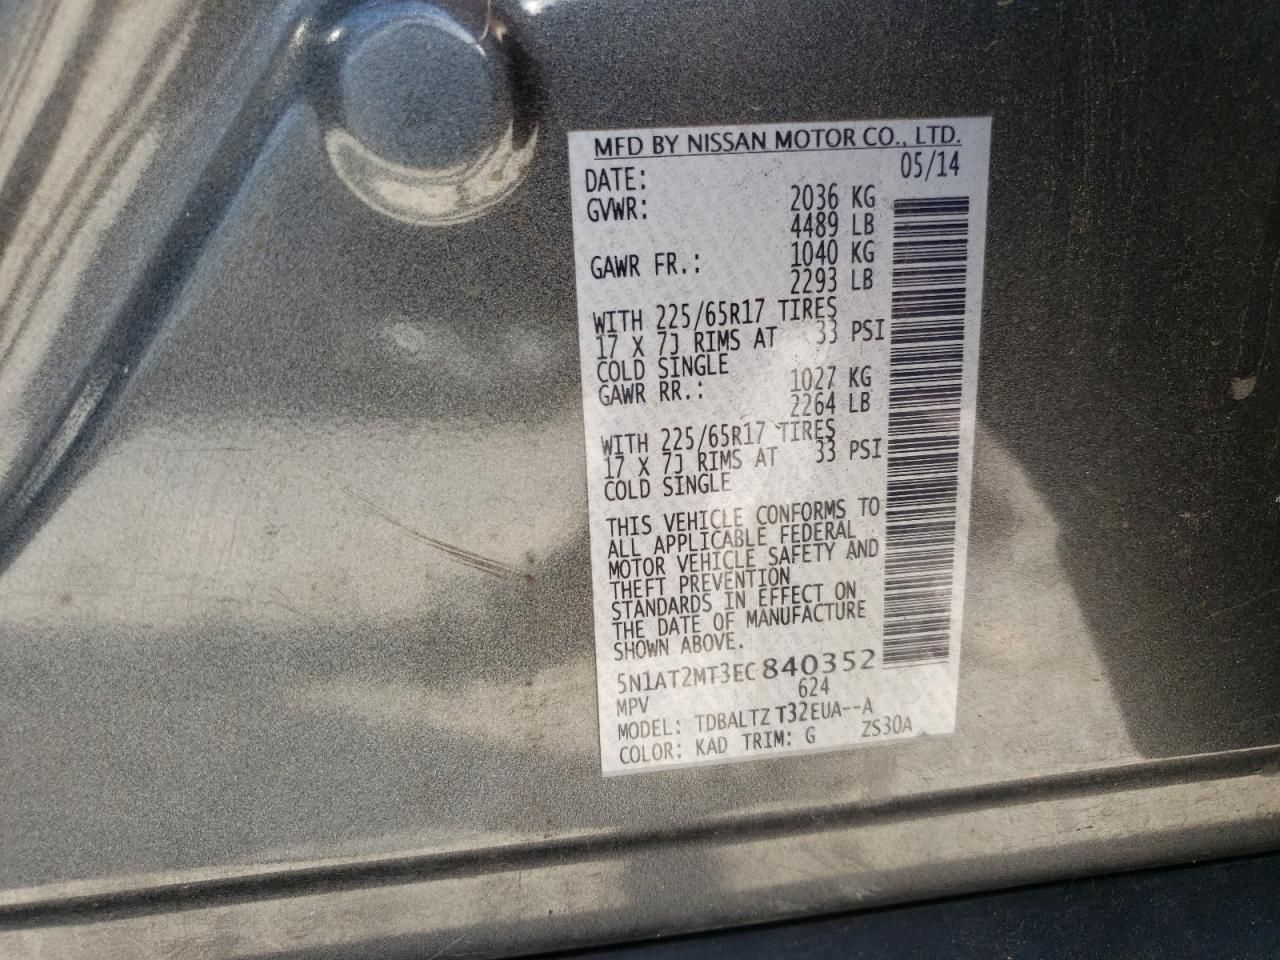 MFD BY NISSAN MOTOR CO., LTD.
DATE: 05/14
GVWR: 2036 KG
4489 LB
GAWR FR.: 1040 KG
2293 LB
WITH 225/65R17 TIRES
17 X 7J RIMS AT 33 PSI
COLD SINGLE
GAWR RR.: 1027 KG
2264 LB
WITH 225/65R17 TIRES
17 X 7J RIMS AT 33 PSI
COLD SINGLE
THIS VEHICLE CONFORMS TO
ALL APPLICABLE FEDERAL
MOTOR VEHICLE SAFETY AND
THEFT PREVENTION
STANDARDS IN EFFECT ON
THE DATE OF MANUFACTURE
SHOWN ABOVE.
5N1AT2MT3EC840352
MPV 624
MODEL: TDBALTZ T32EUA--A
COLOR: KAD TRIM: G ZS30A